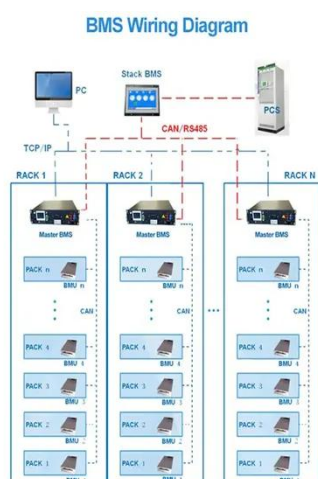 BMS Wiring Diagram
Stack BMS
PC
PCS
CAN/RS485
TCP/IP
RACK 1
RACK 2
RACK N
Master BMS
Master BMS
Master BMS
PACK n
PACK n
PACK n
BMU n
BMU n
BMU n
CAN
CAN
CAN
PACK 4
PACK 4
PACK 4
BMU 4
BMU 4
BMU 4
PACK 3
PACK 3
PACK 3
BMU 3
BMU 3
BMU 3
PACK 2
PACK 2
PACK 2
BMU 2
BMU 2
BMU 2
PACK 1
PACK 1
PACK 1